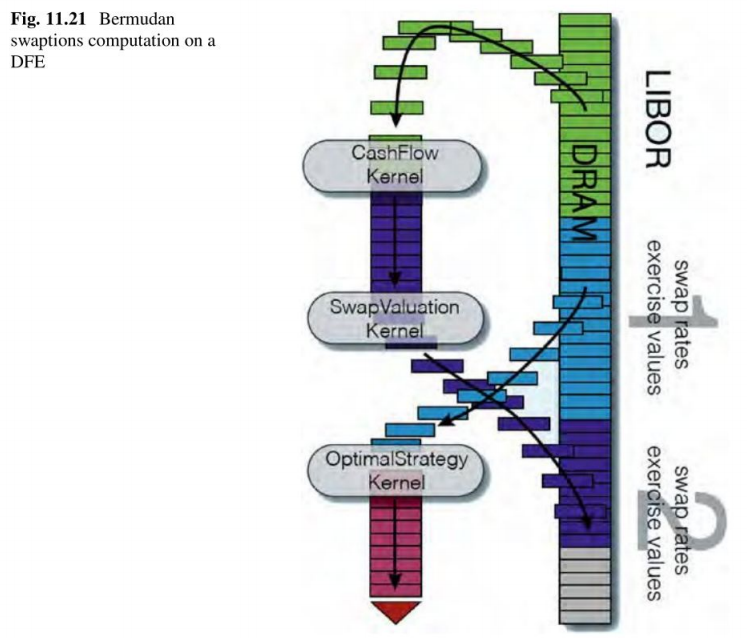 Fig. 11.21 Bermudan
swaptions computation on a
DFE
CashFlow
Kernel
SwapValuation
Kernel
OptimalStrategy
Kernel
DRAM
LIBOR
1
swap rates
exercise values
2
swap rates
exercise values